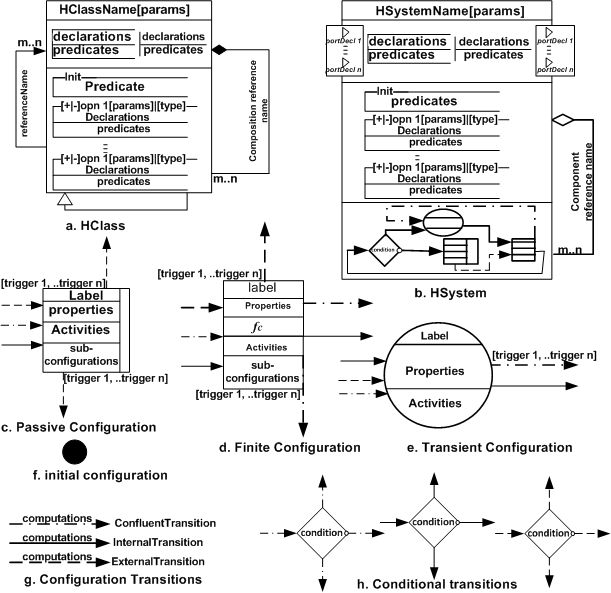 HClassName[params]
declarations
predicates
declarations
predicates
m..n
referenceName
Composition reference name
Init
Predicate
[+|-]opn 1[params]|[type]
Declarations
predicates
[+|-]opn 1[params]|[type]
Declarations
predicates
m..n
a. HClass
HSystemName[params]
portDecl 1
portDecl n
declarations
predicates
declarations
predicates
portDecl 1
portDecl n
Init
predicates
[+|-]opn 1[params]|[type]
Declarations
predicates
[+|-]opn 1[params]|[type]
Declarations
predicates
Component reference name
condition
m..n
b. HSystem
[trigger 1, ..trigger n]
Label
properties
Activities
sub-
configurations
[trigger 1, ..trigger n]
c. Passive Configuration
[trigger 1, ..trigger n]
label
Properties
fc
Activities
sub-
configurations
[trigger 1, ..trigger n]
d. Finite Configuration
Label
Properties
Activities
[trigger 1, ..trigger n]
e. Transient Configuration
f. initial configuration
computations
ConfluentTransition
computations
InternalTransition
computations
ExternalTransition
g. Configuration Transitions
condition
condition
condition
h. Conditional transitions